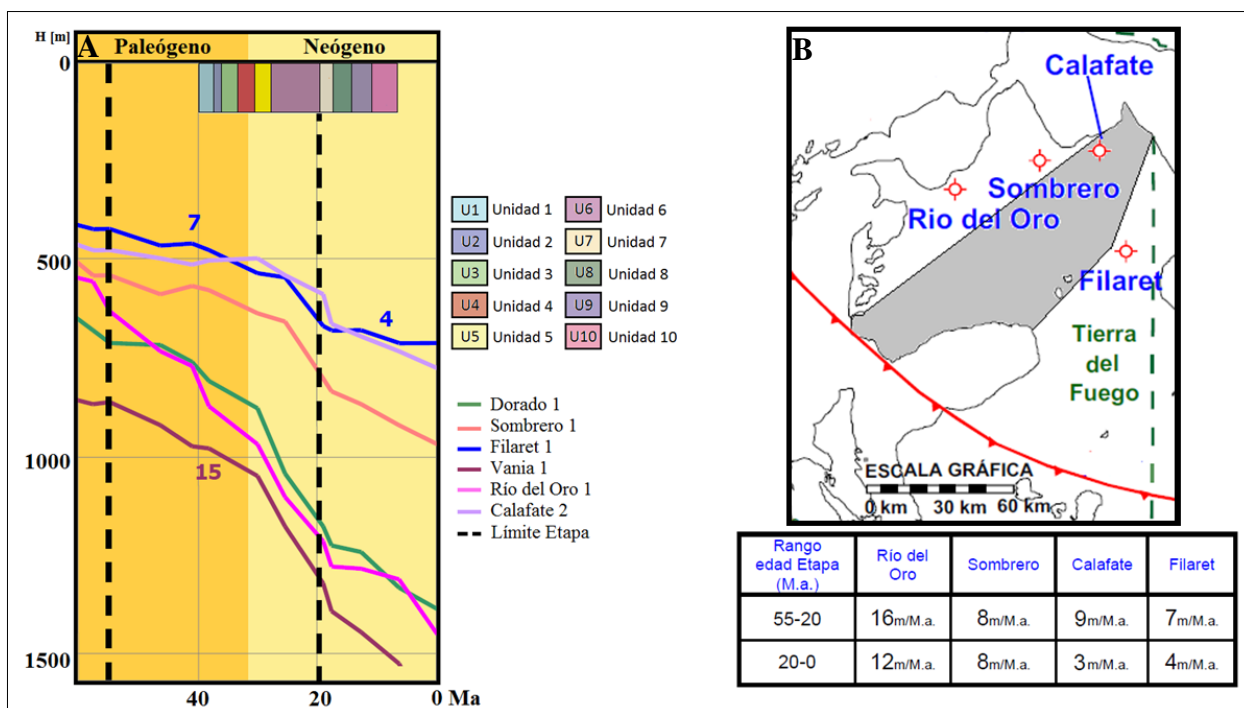 H [m]
A
Paleógeno
Neógeno
0
500
1000
1500
7
4
15
40
20
0 Ma
U1 Unidad 1
U6 Unidad 6
U2 Unidad 2
U7 Unidad 7
U3 Unidad 3
U8 Unidad 8
U4 Unidad 4
U9 Unidad 9
U5 Unidad 5
U10 Unidad 10
Dorado 1
Sombrero 1
Filaret 1
Vania 1
Río del Oro 1
Calafate 2
Límite Etapa
B
Calafate
Sombrero
Rio del Oro
Filaret
Tierra
del
Fuego
ESCALA GRÁFICA
0 km 30 km 60 km
Rango
edad Etapa
(M.a.)
Río del
Oro
Sombrero
Calafate
Filaret
55-20 16m/M.a. 8m/M.a. 9m/M.a. 7m/M.a.
20-0 12m/M.a. 8m/M.a. 3m/M.a. 4m/M.a.